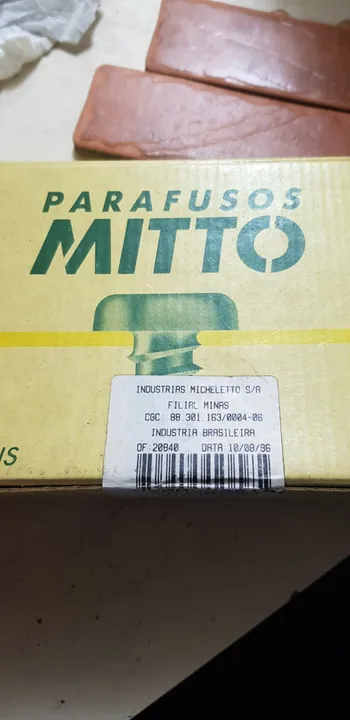 PARAFUSOS
MITTO
INDUSTRIAS MICHELETTO S/A
FILIAL MINAS
CGC: 88 301 163/0004-06
INDUSTRIA BRASILEIRA
OF 20840 DATA 10/08/96